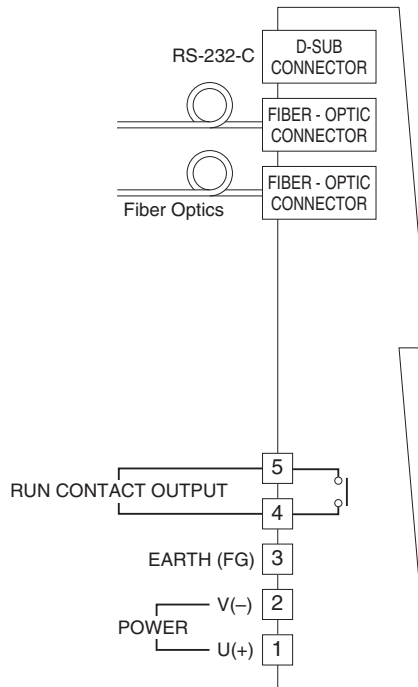 RS-232-C
D-SUB
CONNECTOR
FIBER - OPTIC
CONNECTOR
FIBER - OPTIC
CONNECTOR
Fiber Optics
5
RUN CONTACT OUTPUT
4
EARTH (FG)
3
V(–)
2
POWER
U(+)
1